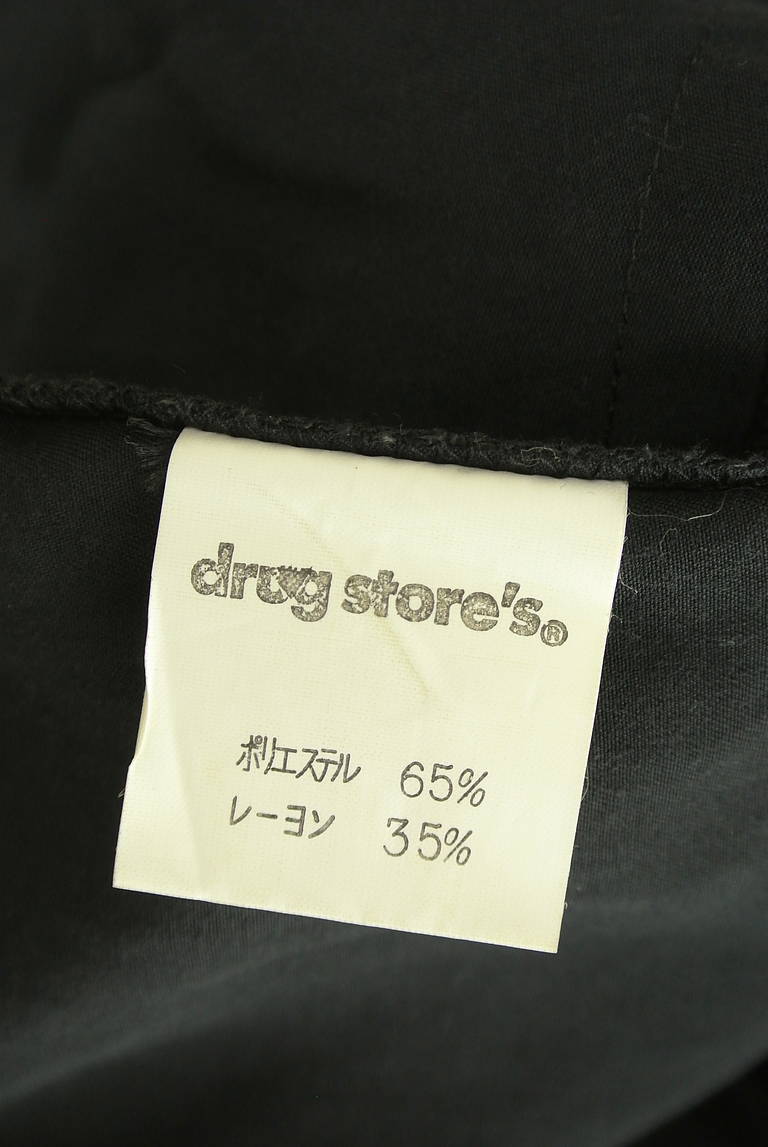 drug store's®
ポリエステル 65%
レーヨン 35%